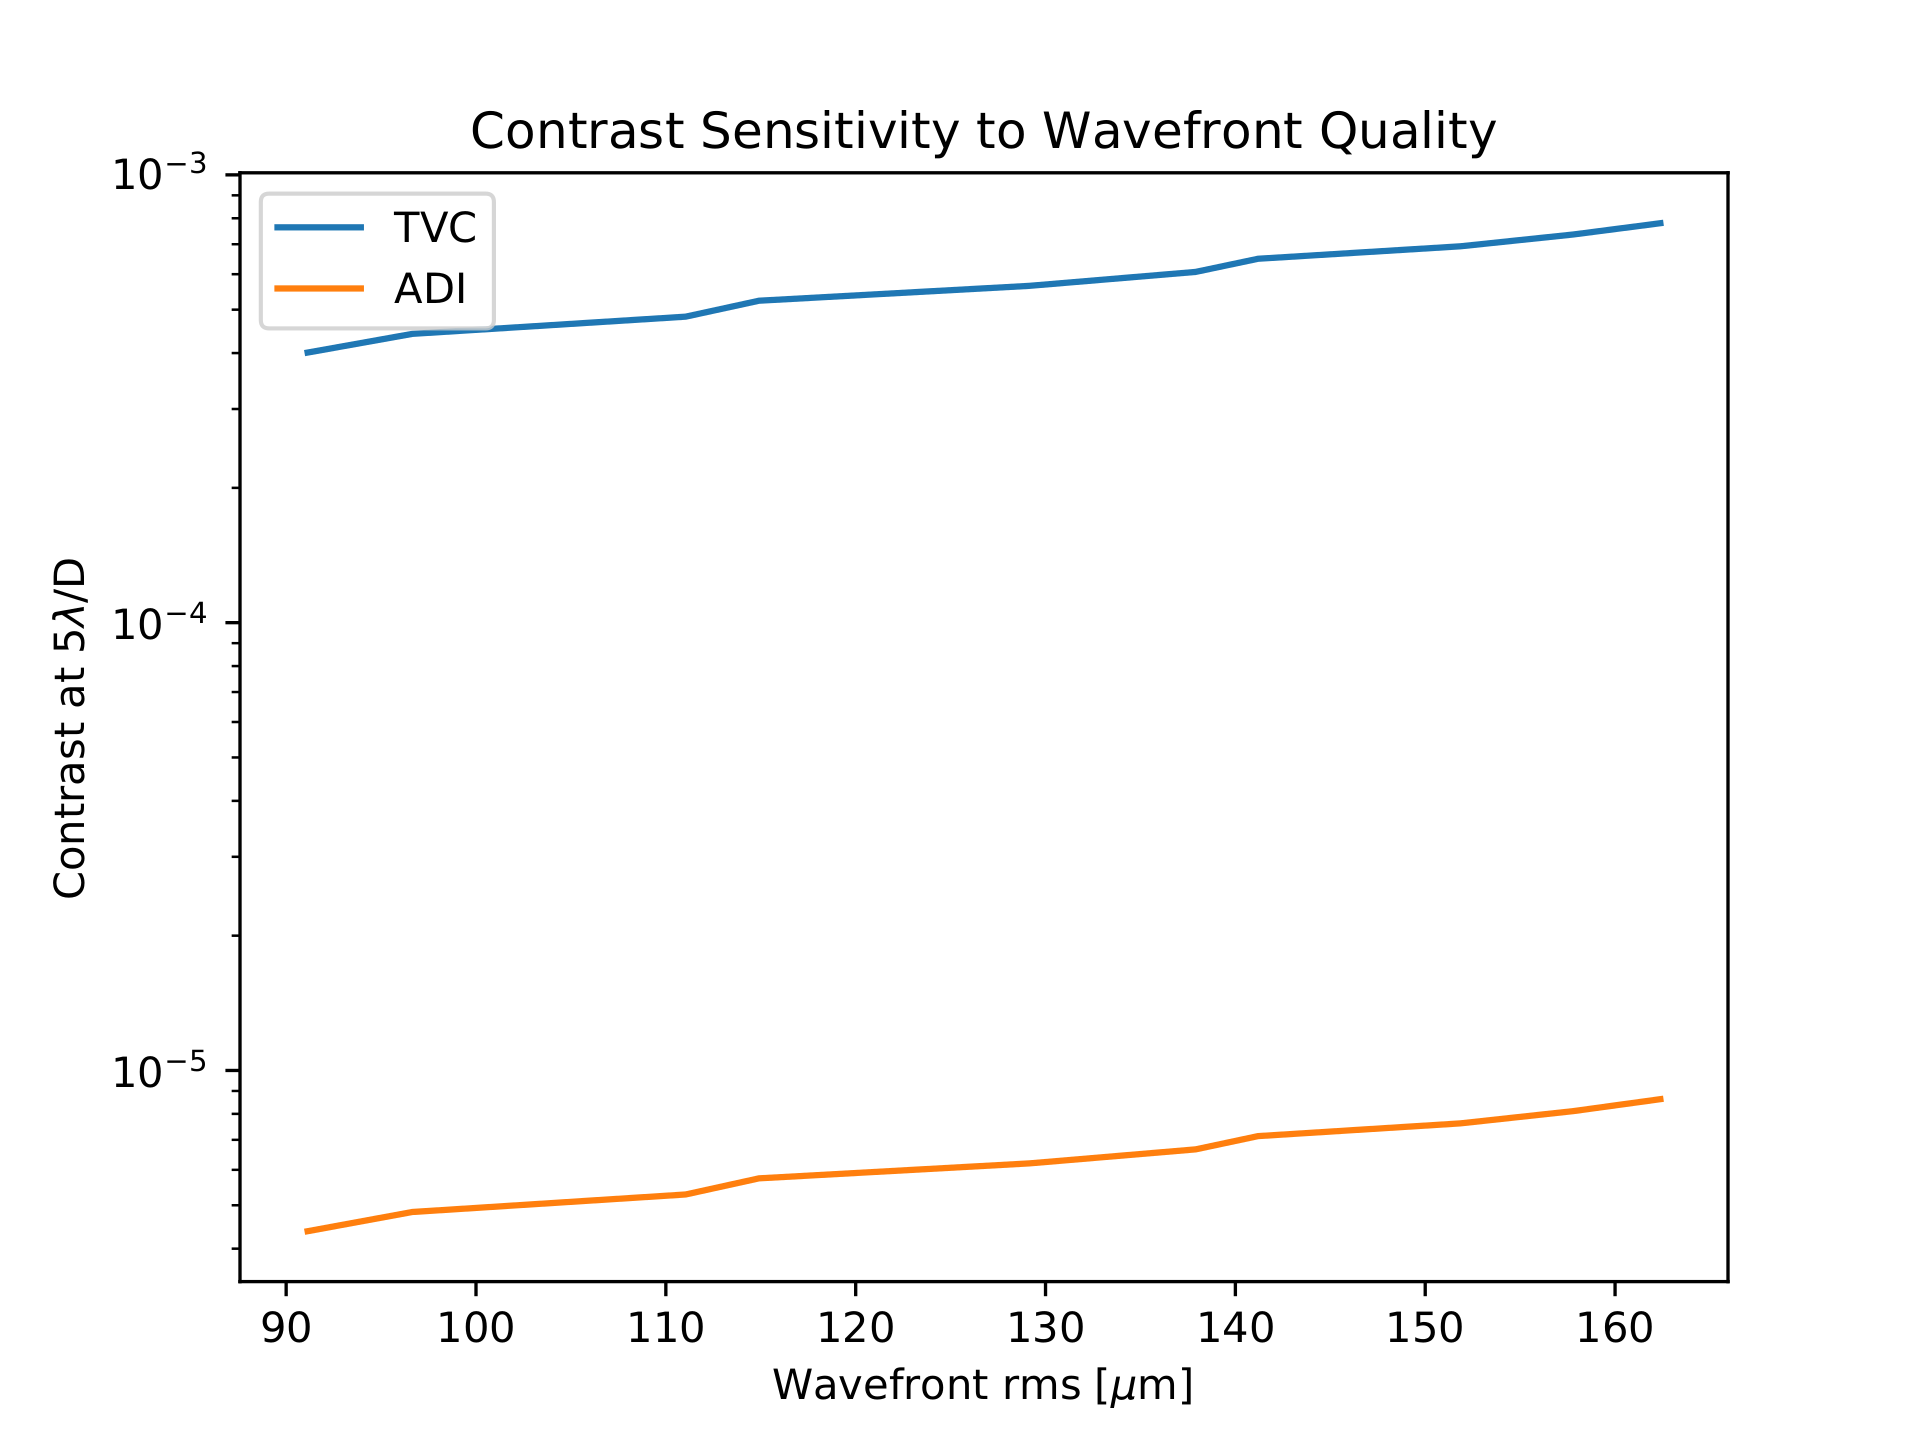 Contrast Sensitivity to Wavefront Quality
TVC
ADI
Contrast at 5λ/D
10⁻³
10⁻⁴
10⁻⁵
90 100 110 120 130 140 150 160
Wavefront rms [μm]